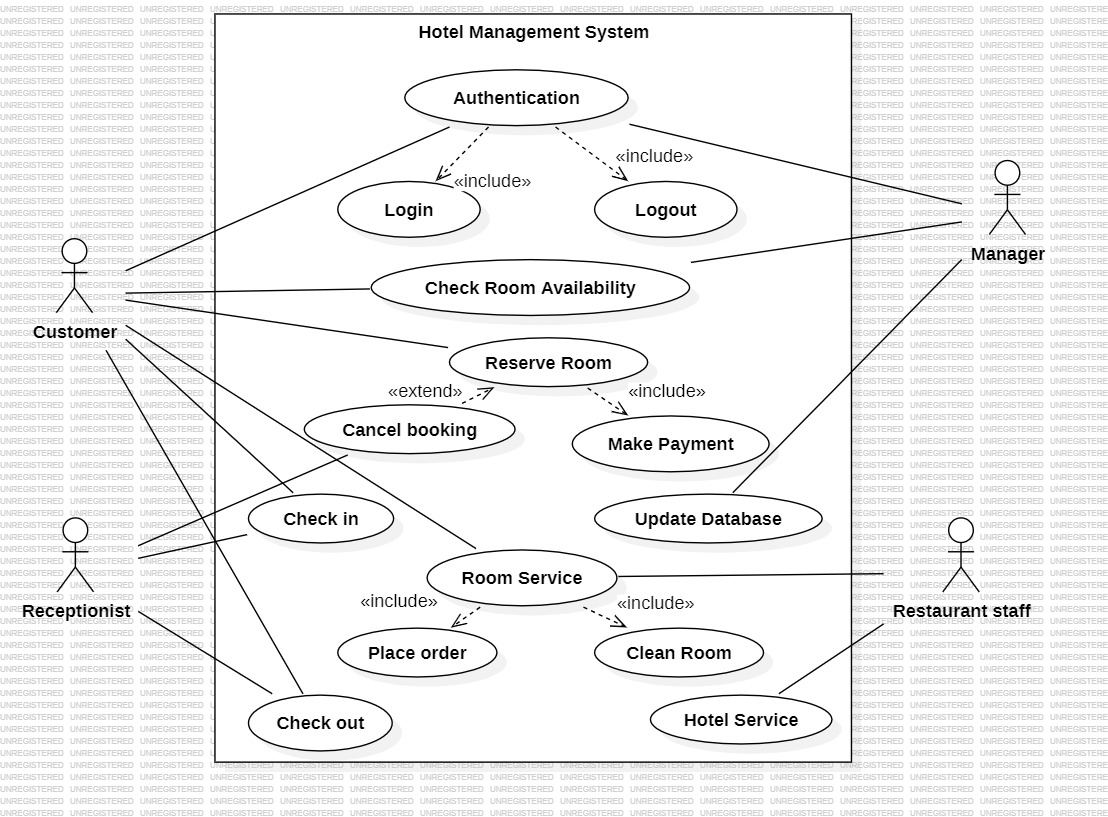 Hotel Management System
Authentication
«include»
«include»
Login
Logout
Manager
Check Room Availability
Customer
Reserve Room
«extend»
«include»
Cancel booking
Make Payment
Check in
Update Database
Room Service
«include»
«include»
Receptionist
Restaurant staff
Place order
Clean Room
Check out
Hotel Service
UNREGISTERED